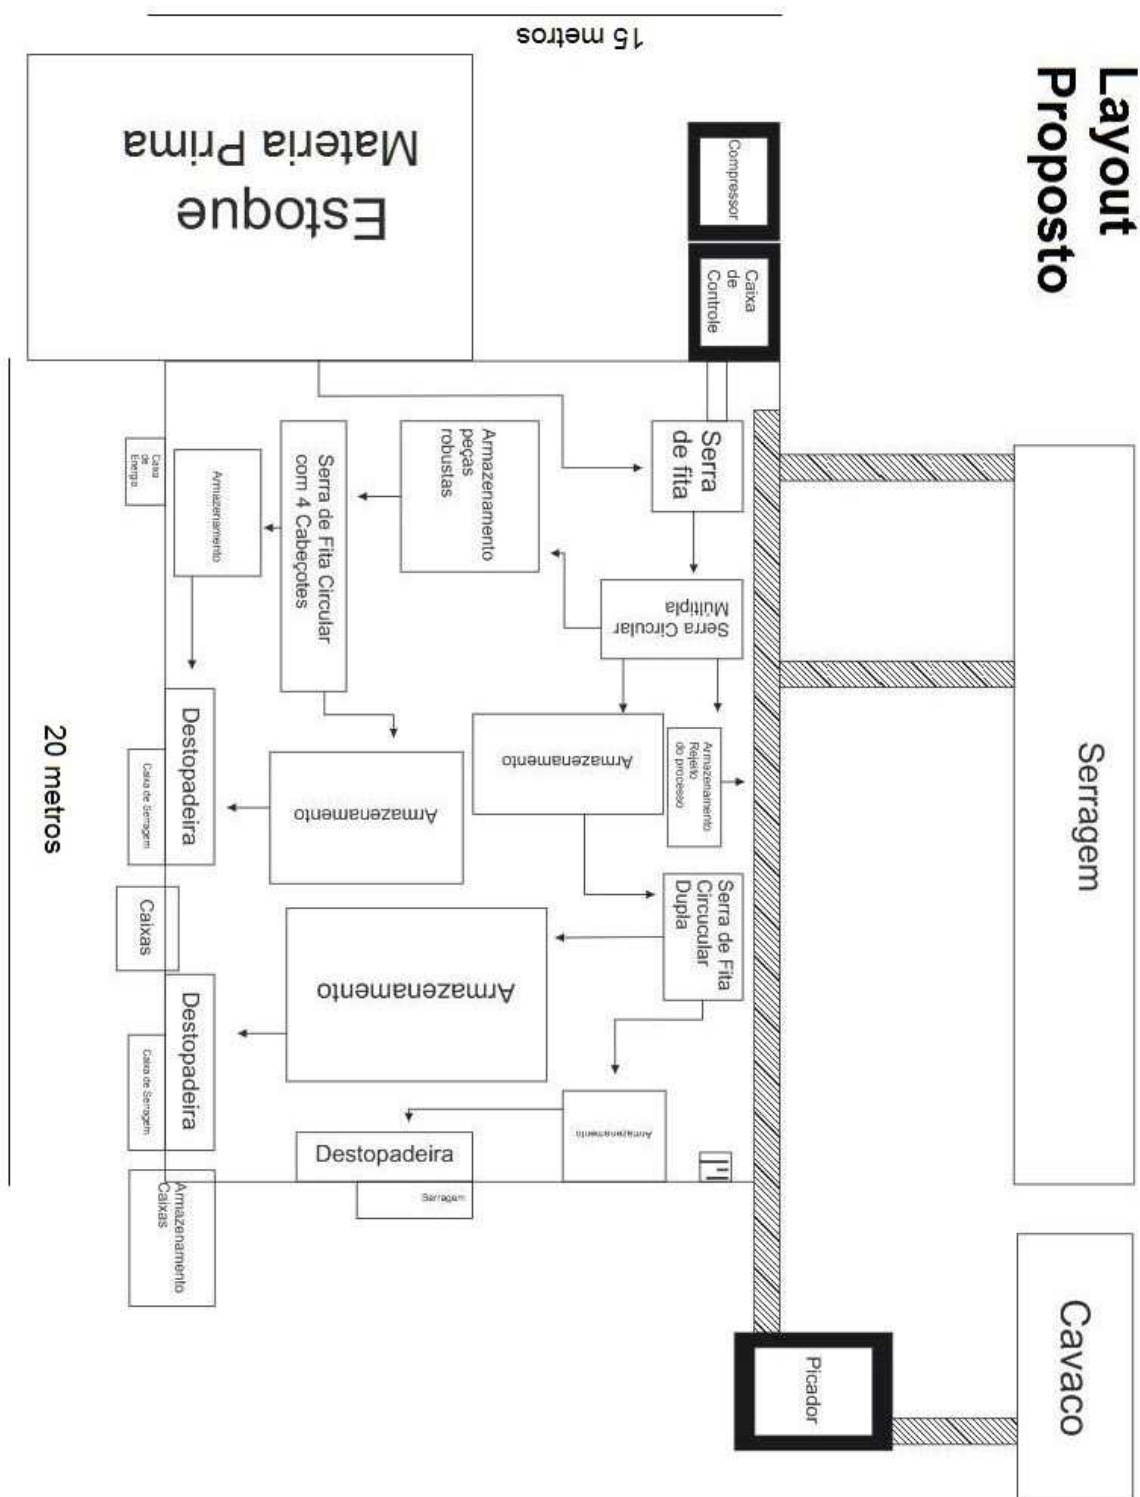 Layout
Proposto
15 metros
Estoque
Materia Prima
Compressor
Caixa
de
Controle
Serra
de fita
Armazenamento
peças
robustas
Serra de Fita Circular
com 4 Cabeçotes
Armazenamento
Caixa
de
Energia
Serra Circular
Múltipla
Armazenamento
Rejeito
do processo
Armazenamento
Armazenamento
Destopadeira
Caixa de Serragem
Serra de Fita
Circucular
Dupla
Armazenamento
Caixas
Destopadeira
Caixa de Serragem
Armazenamento
Destopadeira
Serragem
Armazenamento
Caixas
Serragem
Picador
Cavaco
20 metros